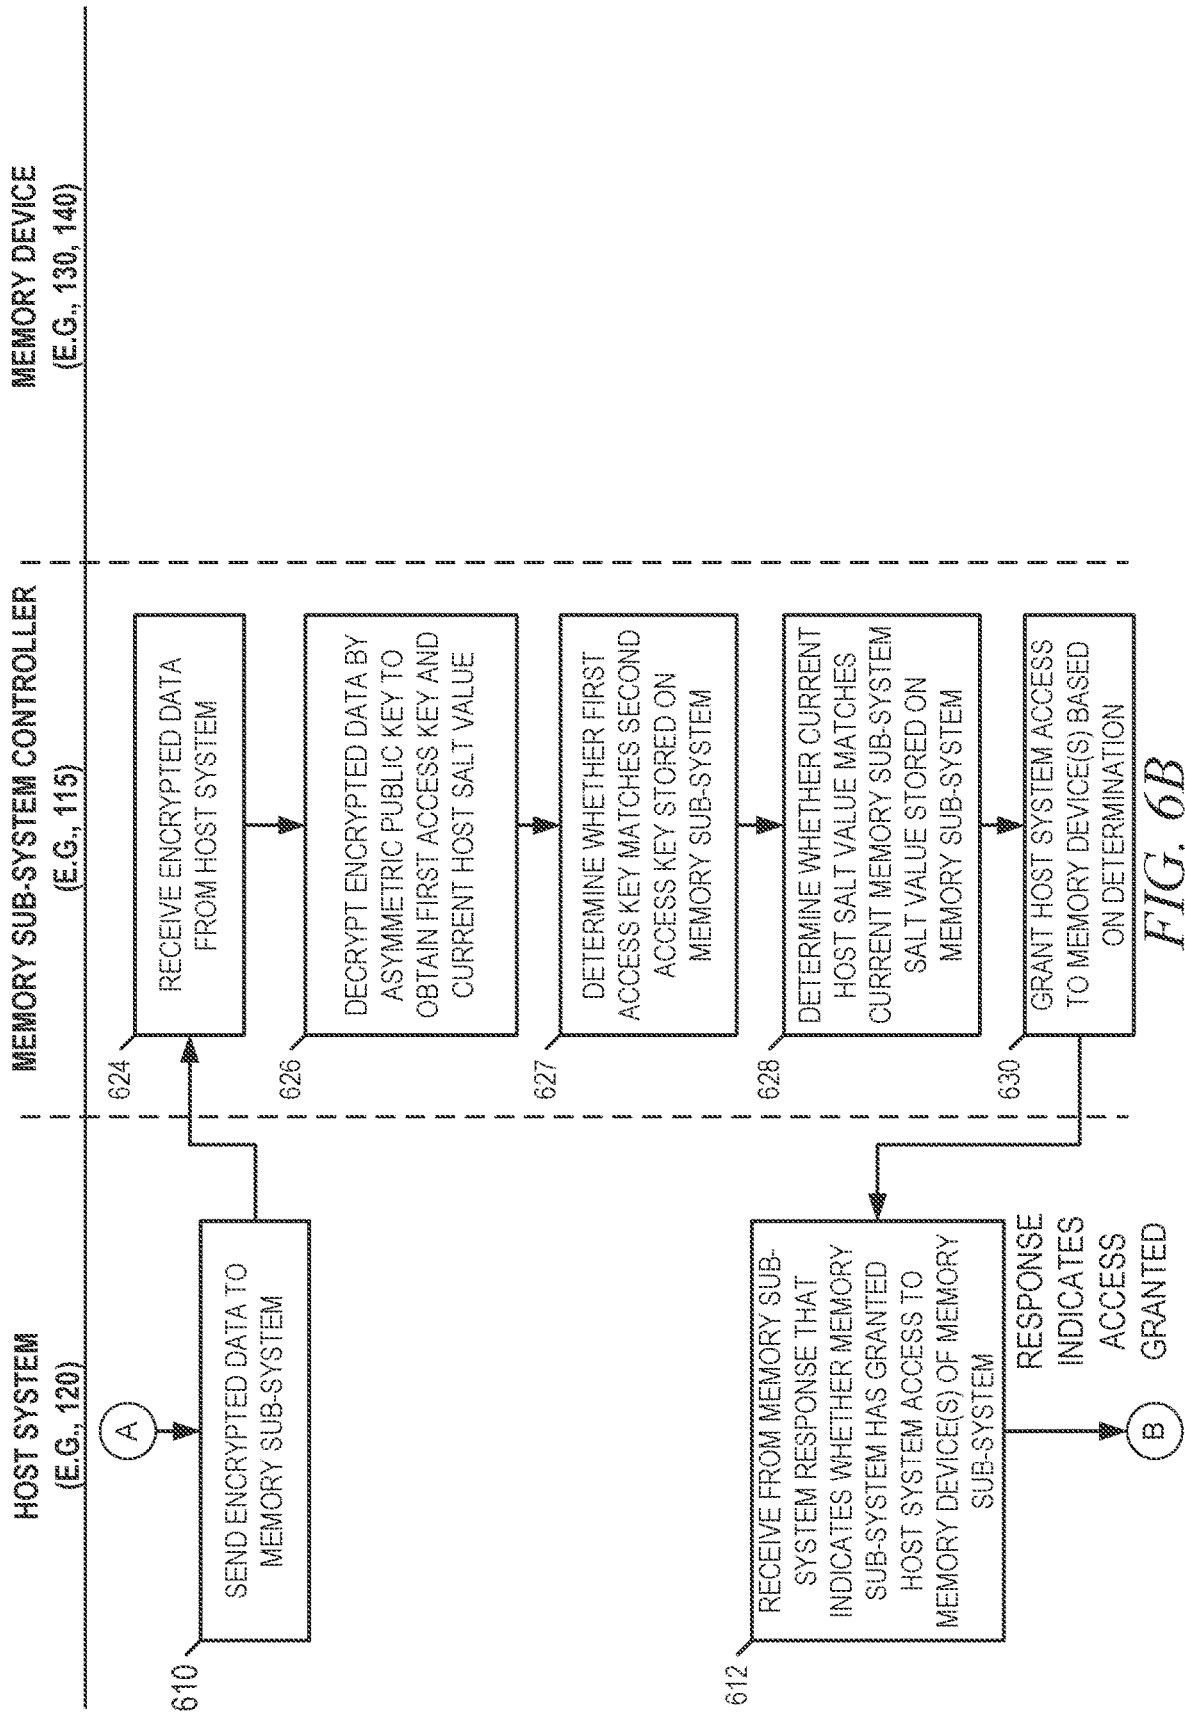 HOST SYSTEM
(E.G., 120)
MEMORY SUB-SYSTEM CONTROLLER
(E.G., 115)
MEMORY DEVICE
(E.G., 130, 140)
A
610
SEND ENCRYPTED DATA TO
MEMORY SUB-SYSTEM
624
RECEIVE ENCRYPTED DATA
FROM HOST SYSTEM
626
DECRYPT ENCRYPTED DATA BY
ASYMMETRIC PUBLIC KEY TO
OBTAIN FIRST ACCESS KEY AND
CURRENT HOST SALT VALUE
627
DETERMINE WHETHER FIRST
ACCESS KEY MATCHES SECOND
ACCESS KEY STORED ON
MEMORY SUB-SYSTEM
628
DETERMINE WHETHER CURRENT
HOST SALT VALUE MATCHES
CURRENT MEMORY SUB-SYSTEM
SALT VALUE STORED ON
MEMORY SUB-SYSTEM
630
GRANT HOST SYSTEM ACCESS
TO MEMORY DEVICE(S) BASED
ON DETERMINATION
612
RECEIVE FROM MEMORY SUB-
SYSTEM RESPONSE THAT
INDICATES WHETHER MEMORY
SUB-SYSTEM HAS GRANTED
HOST SYSTEM ACCESS TO
MEMORY DEVICE(S) OF MEMORY
SUB-SYSTEM
RESPONSE
INDICATES
ACCESS
GRANTED
B
FIG. 6B